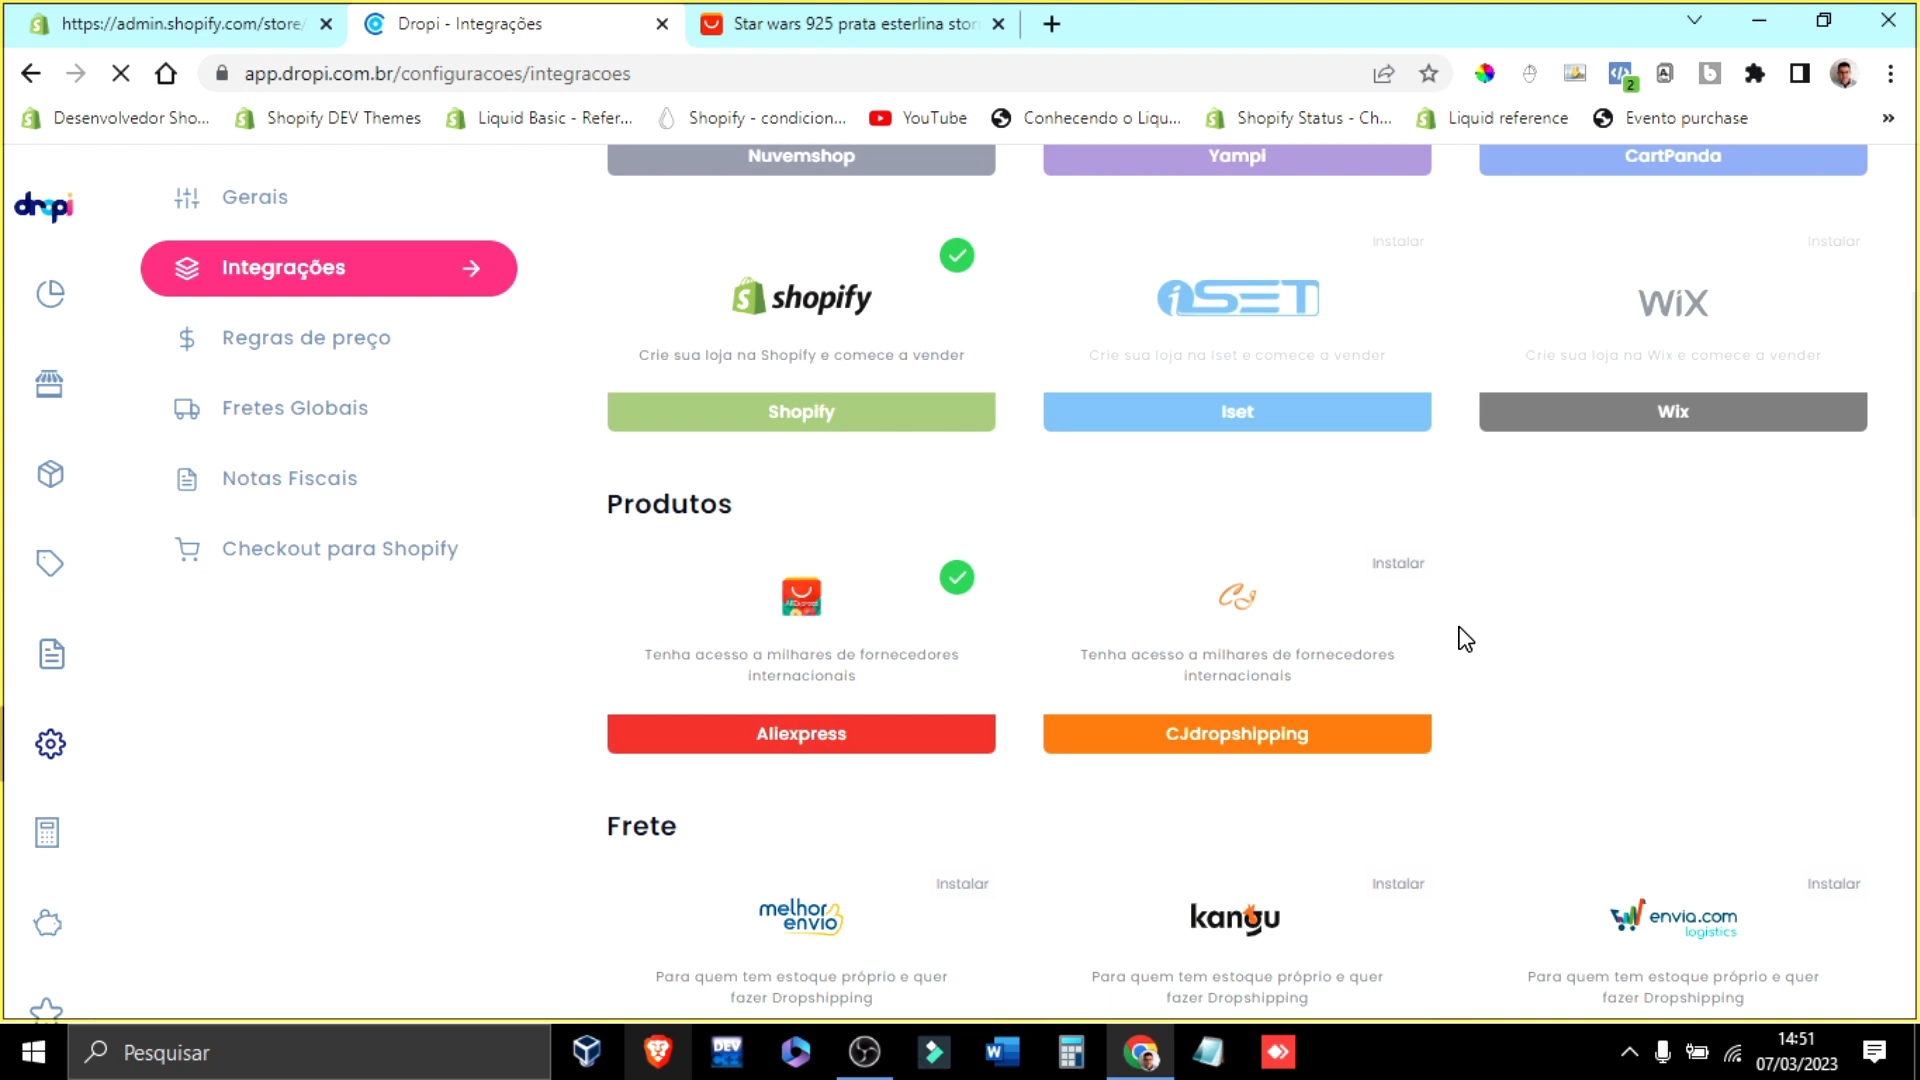 https://admin.shopify.com/store/
Dropi - Integrações
Star wars 925 prata esterlina stor
app.dropi.com.br/configuracoes/integracoes
2
Desenvolvedor Sho...
Shopify DEV Themes
Liquid Basic - Refer...
Shopify - condicion...
YouTube
Conhecendo o Liqu...
Shopify Status - Ch...
Liquid reference
Evento purchase
»
Nuvemshop
Yampi
CartPanda
dropi
Gerais
Integrações
Regras de preço
Fretes Globais
Notas Fiscais
Checkout para Shopify
Instalar
Instalar
shopify
iSET
WiX
Crie sua loja na Shopify e comece a vender
Crie sua loja na Iset e comece a vender
Crie sua loja na Wix e comece a vender
Shopify
Iset
Wix
Produtos
Instalar
AliExpress
CJ
Tenha acesso a milhares de fornecedores
internacionais
Tenha acesso a milhares de fornecedores
internacionais
Aliexpress
CJdropshipping
Frete
Instalar
Instalar
Instalar
melhor
envio
kangu
envia.com
logistics
Para quem tem estoque próprio e quer
fazer Dropshipping
Para quem tem estoque próprio e quer
fazer Dropshipping
Para quem tem estoque próprio e quer
fazer Dropshipping
Pesquisar
DEV
C++
W
14:51
07/03/2023